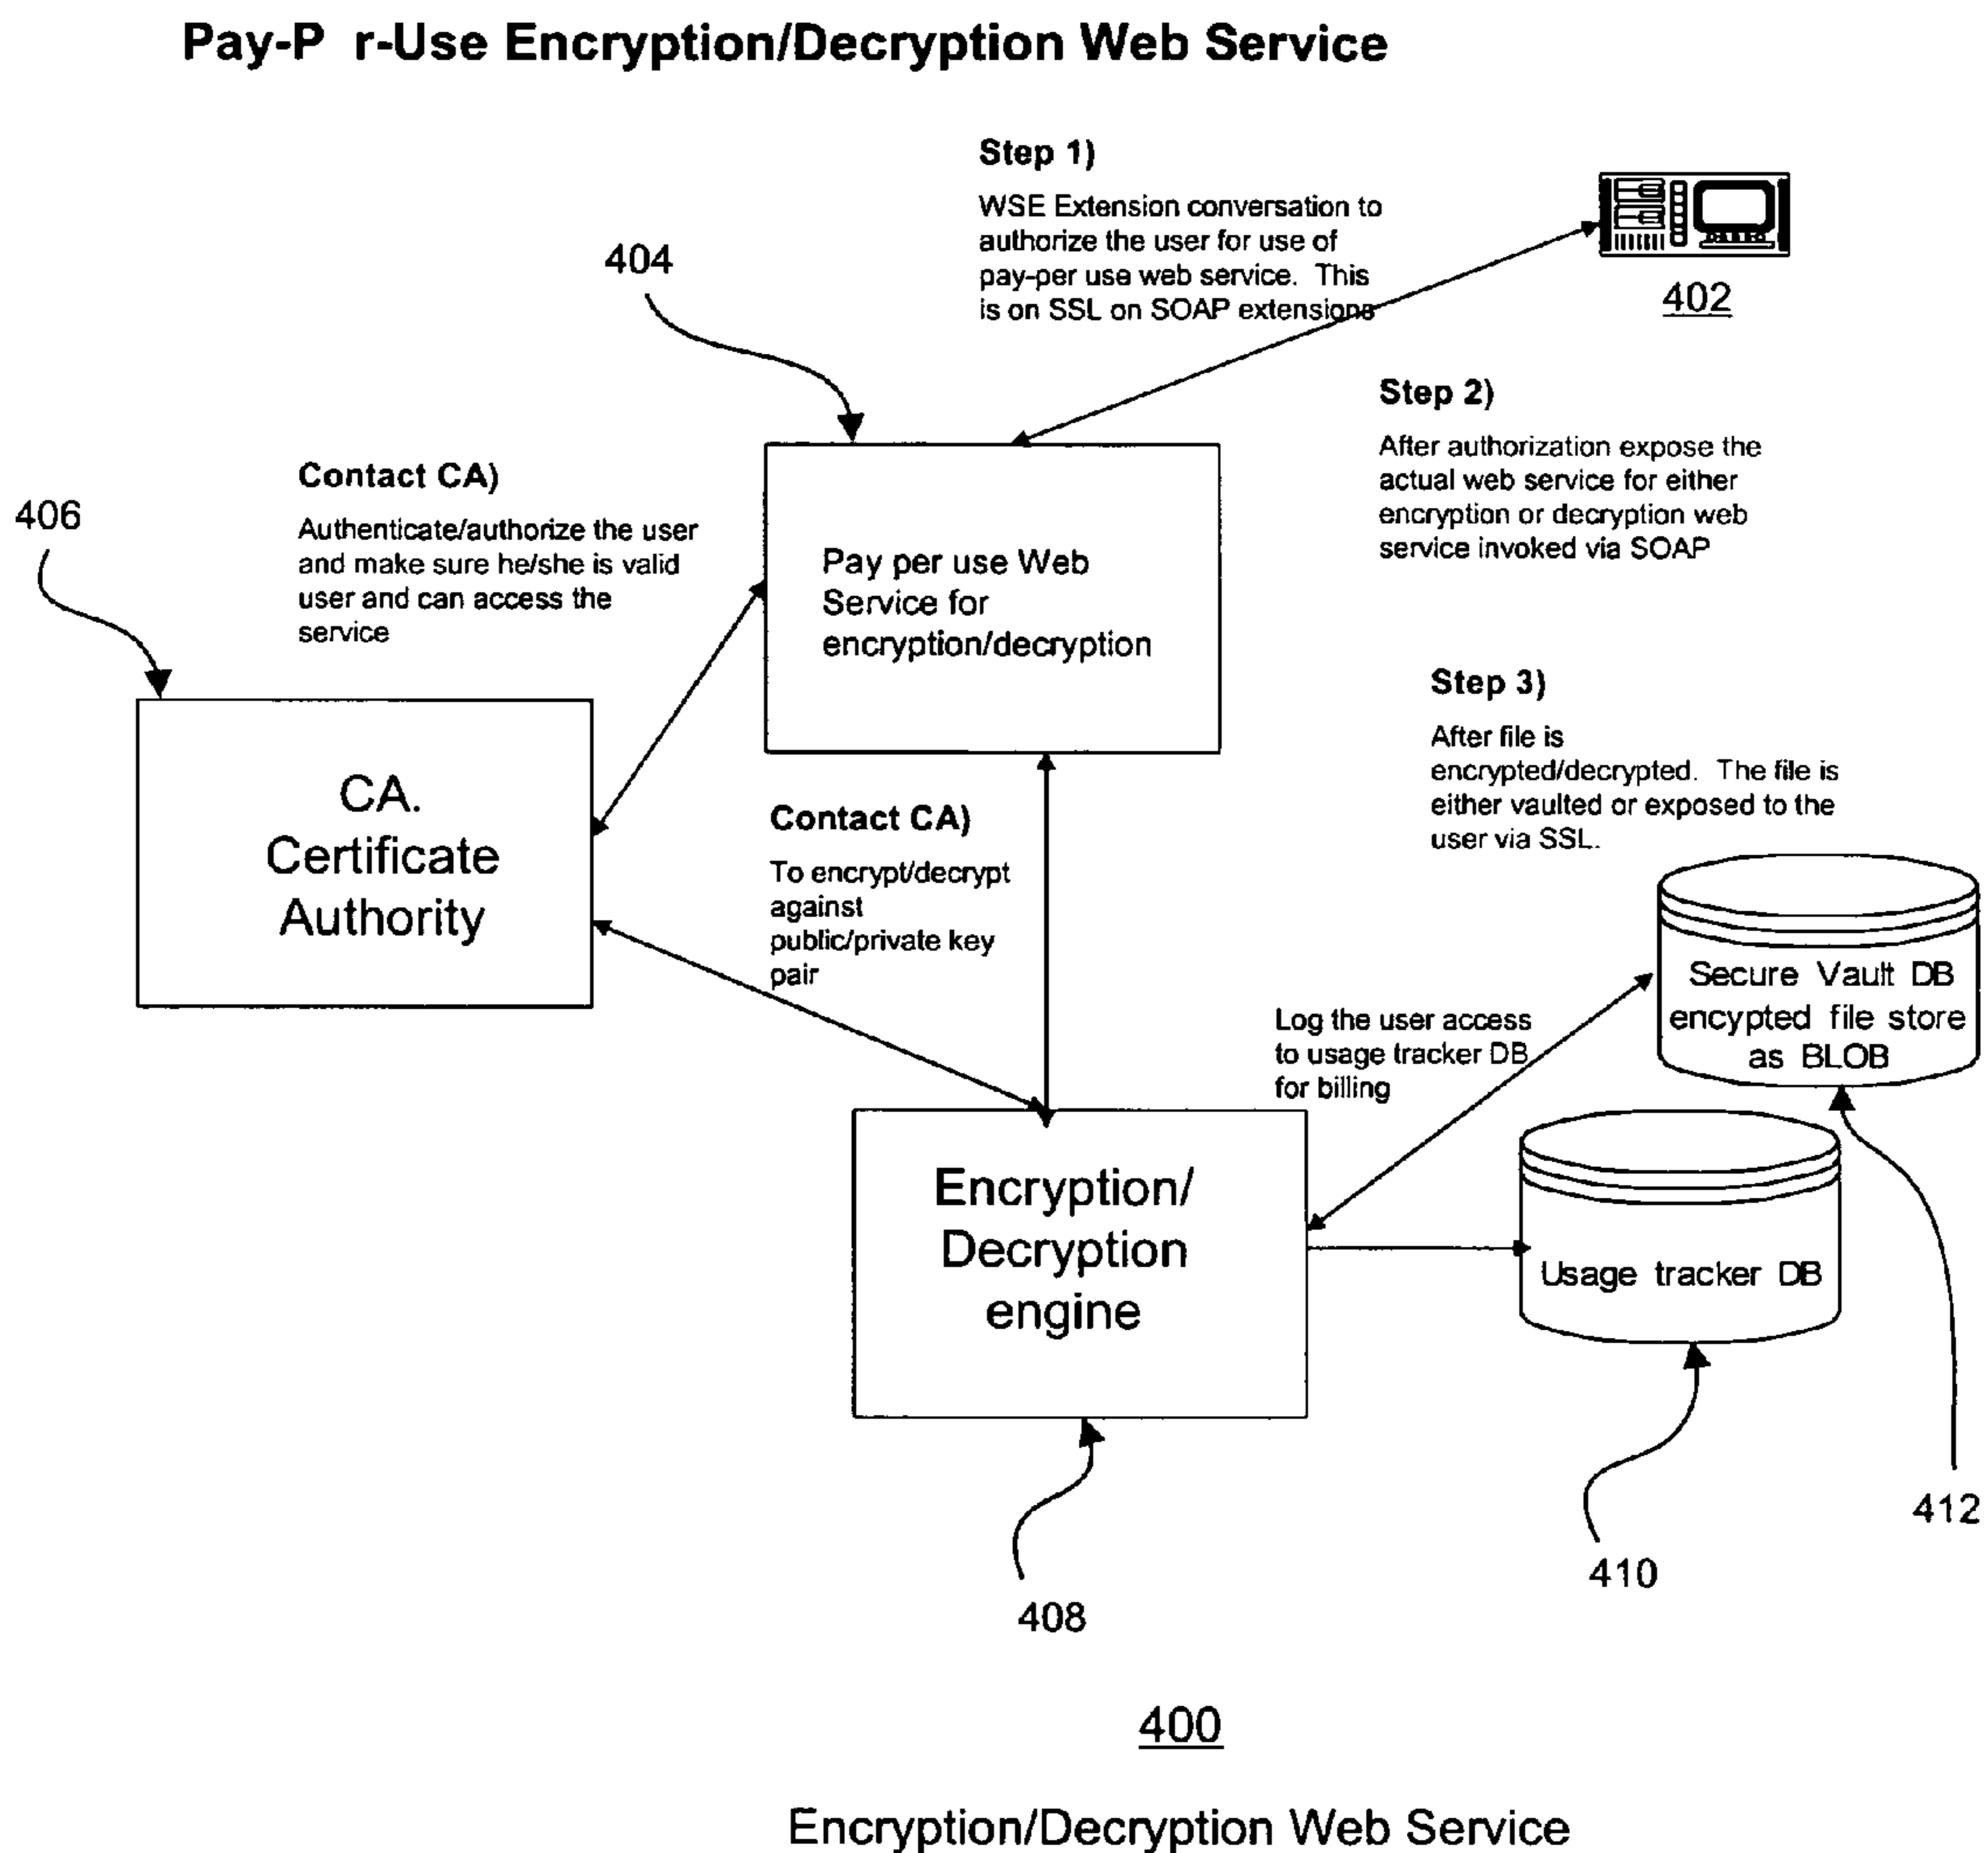 Pay-P r-Use Encryption/Decryption Web Service
Step 1)
WSE Extension conversation to
authorize the user for use of
pay-per use web service. This
is on SSL on SOAP extensions
402
404
Step 2)
After authorization expose the
actual web service for either
encryption or decryption web
service invoked via SOAP
Contact CA)
Authenticate/authorize the user
and make sure he/she is valid
user and can access the
service
406
Pay per use Web
Service for
encryption/decryption
Step 3)
After file is
encrypted/decrypted. The file is
either vaulted or exposed to the
user via SSL.
CA.
Certificate
Authority
Contact CA)
To encrypt/decrypt
against
public/private key
pair
Secure Vault DB
encypted file store
as BLOB
Log the user access
to usage tracker DB
for billing
Encryption/
Decryption
engine
Usage tracker DB
412
410
408
400
Encryption/Decryption Web Service